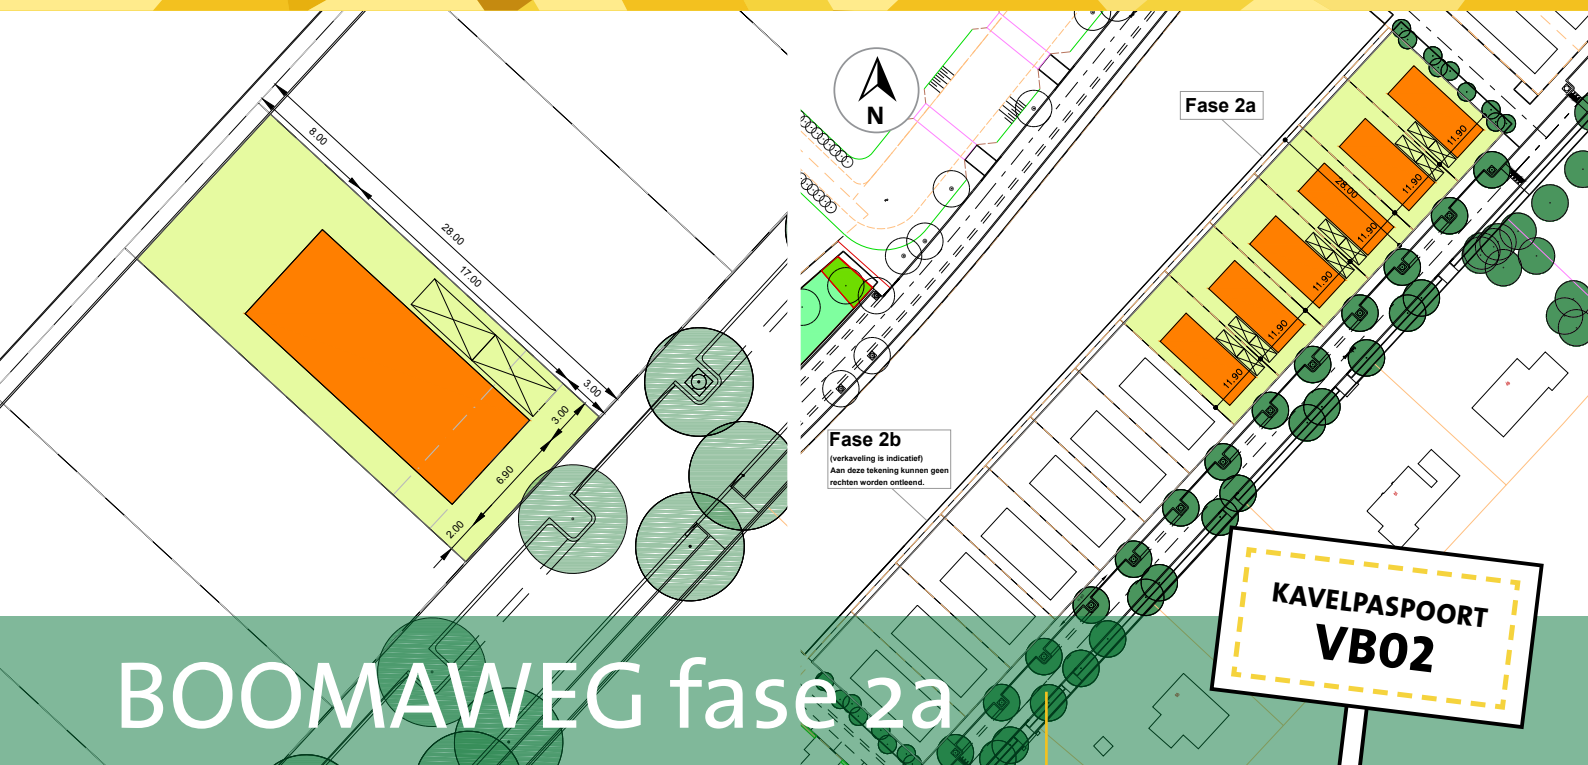 8.00
28.00
17.00
3.00
3.00
6.90
2.00
N
Fase 2a
11.90
11.90
28.00
11.90
11.90
11.90
11.90
Fase 2b
(verkaveling is indicatief)
Aan deze tekening kunnen geen
rechten worden ontleend.
KAVELPASPOORT
VB02
BOOMAWEG fase 2a